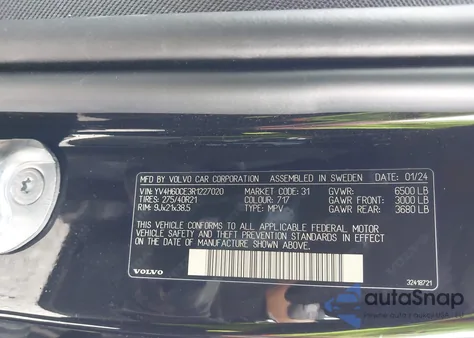 MFG. BY VOLVO CAR CORPORATION ASSEMBLED IN SWEDEN DATE: 01/24
VIN: YV4H60CE3R1227020 MARKET CODE: 31 GVWR: 6500 LB
TIRES: 275/40R21 COLOUR: 717 GAWR FRONT: 3000 LB
RIM: 9Jx21x38.5 TYPE: MPV GAWR REAR: 3680 LB
THIS VEHICLE CONFORMS TO ALL APPLICABLE FEDERAL MOTOR
VEHICLE SAFETY, BUMPER AND THEFT PREVENTION STANDARDS IN EFFECT
ON THE DATE OF MANUFACTURE SHOWN ABOVE.
VOLVO
32418721
autoSnap